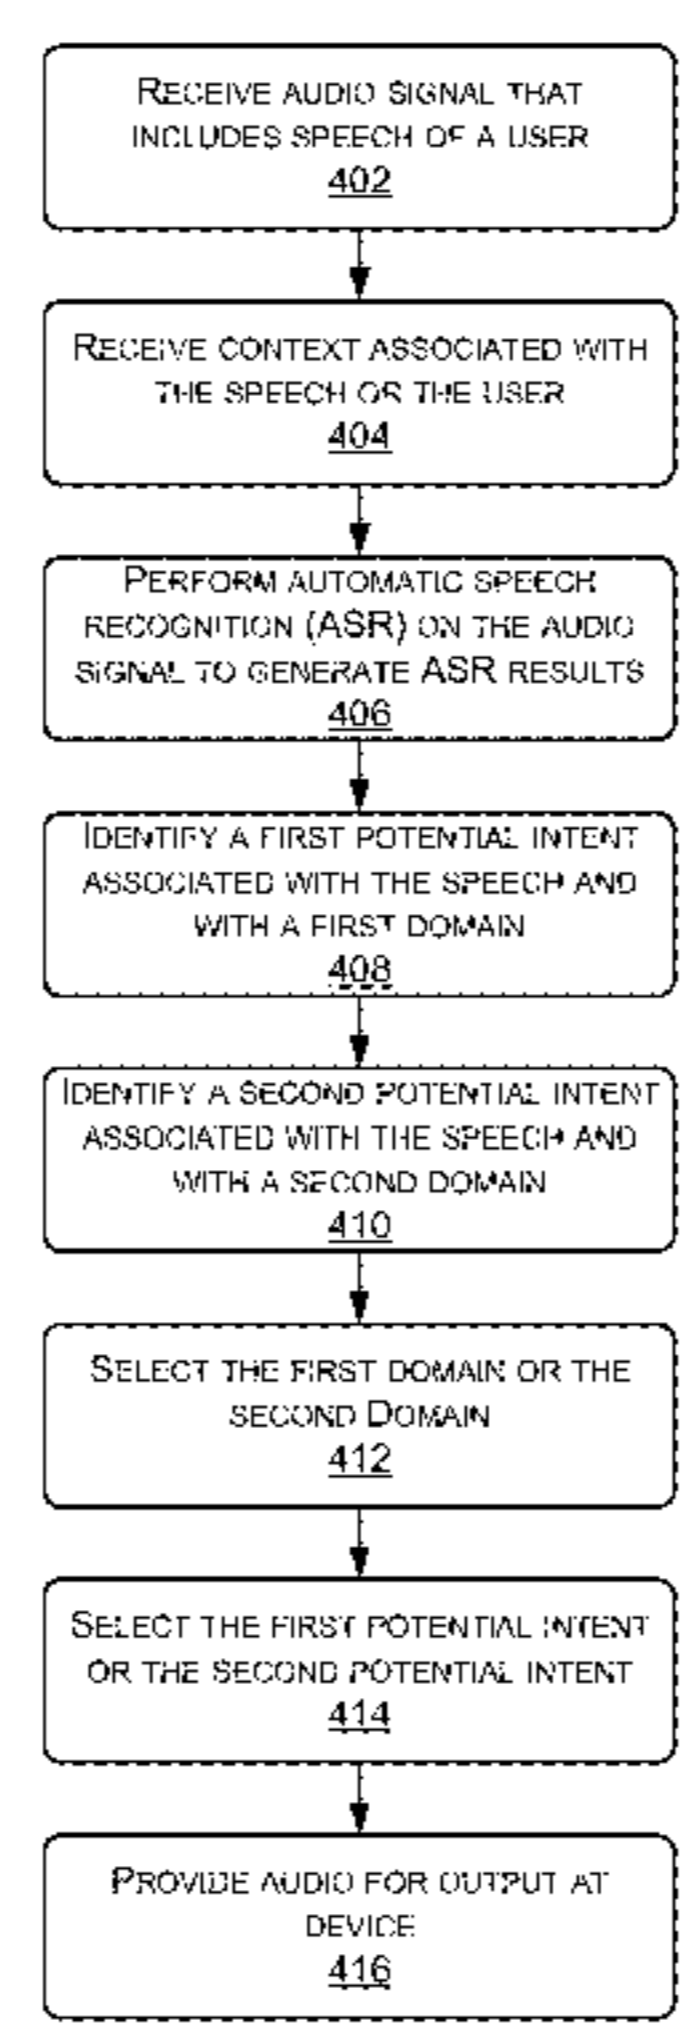 RECEIVE AUDIO SIGNAL THAT
INCLUDES SPEECH OF A USER
402
RECEIVE CONTEXT ASSOCIATED WITH
THE SPEECH OR THE USER
404
PERFORM AUTOMATIC SPEECH
RECOGNITION (ASR) ON THE AUDIO
SIGNAL TO GENERATE ASR RESULTS
406
IDENTIFY A FIRST POTENTIAL INTENT
ASSOCIATED WITH THE SPEECH AND
WITH A FIRST DOMAIN
408
IDENTIFY A SECOND POTENTIAL INTENT
ASSOCIATED WITH THE SPEECH AND
WITH A SECOND DOMAIN
410
SELECT THE FIRST DOMAIN OR THE
SECOND DOMAIN
412
SELECT THE FIRST POTENTIAL INTENT
OR THE SECOND POTENTIAL INTENT
414
PROVIDE AUDIO FOR OUTPUT AT
DEVICE
416